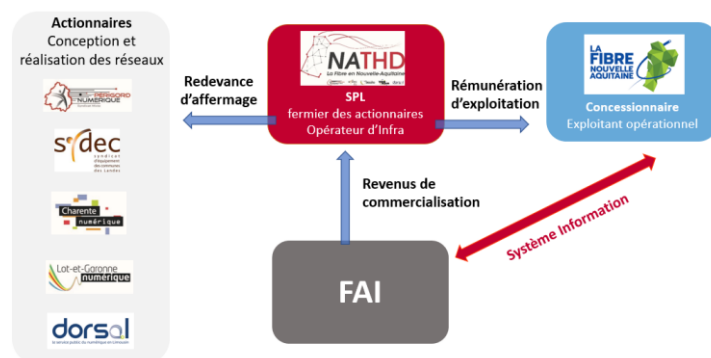 Actionnaires
Conception et
réalisation des réseaux
PÉRIGORD
NUMÉRIQUE
sydec
syndicat
d'équipement
des communes
des Landes
Charente
numérique
Lot-et-Garonne
numérique
dorsal
Redevance
d'affermage
NATHD
La Fibre en Nouvelle-Aquitaine
SPL
fermier des actionnaires
Opérateur d'Infra
Rémunération
d'exploitation
LA
FIBRE
NOUVELLE
AQUITAINE
Concessionnaire
Exploitant opérationnel
Revenus de
commercialisation
Système Information
FAI